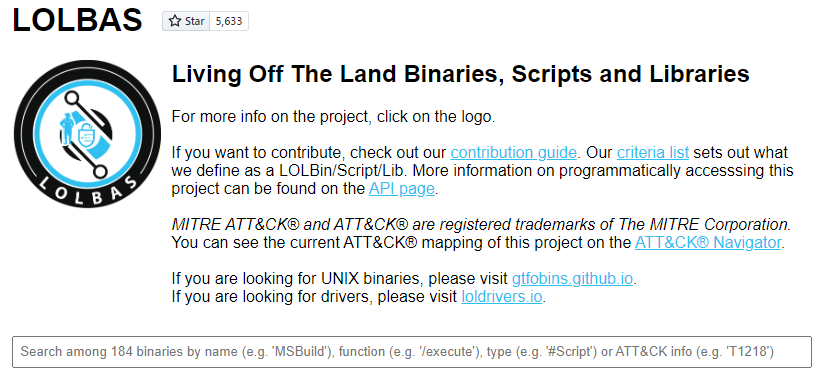 LOLBAS
Star 5,633
LOLBAS
Living Off The Land Binaries, Scripts and Libraries
For more info on the project, click on the logo.
If you want to contribute, check out our contribution guide. Our criteria list sets out what
we define as a LOLBin/Script/Lib. More information on programmatically accesssing this
project can be found on the API page.
MITRE ATT&CK® and ATT&CK® are registered trademarks of The MITRE Corporation.
You can see the current ATT&CK® mapping of this project on the ATT&CK® Navigator.
If you are looking for UNIX binaries, please visit gtfobins.github.io.
If you are looking for drivers, please visit loldrivers.io.
Search among 184 binaries by name (e.g. 'MSBuild'), function (e.g. '/execute'), type (e.g. '#Script') or ATT&CK info (e.g. 'T1218')